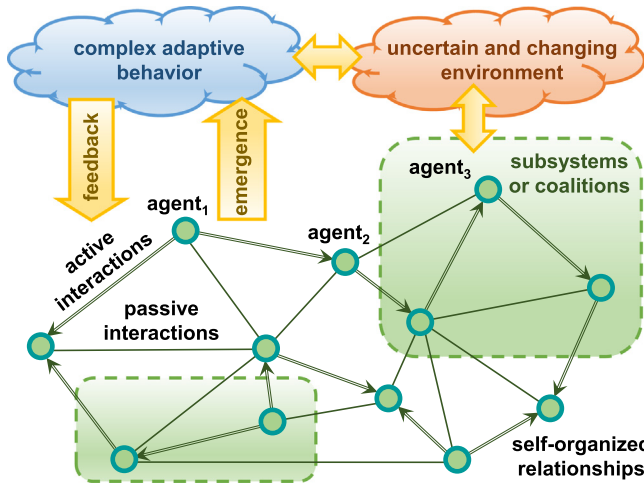 complex adaptive
behavior
uncertain and changing
environment
feedback
emergence
agent₃
subsystems
or coalitions
agent₁
agent₂
active
interactions
passive
interactions
self-organized
relationships